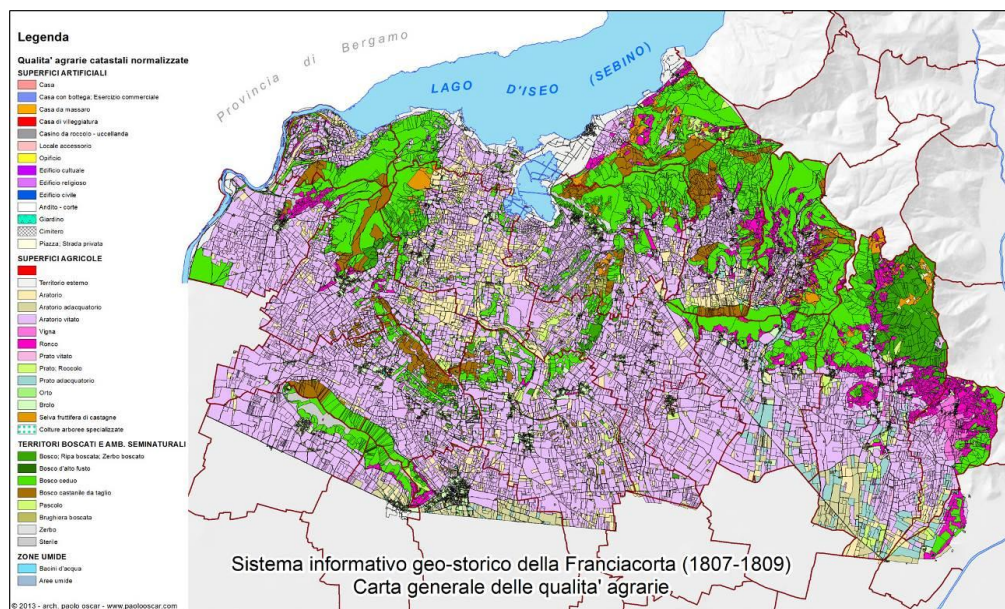 Legenda
Qualita' agrarie catastali normalizzate
SUPERFICI ARTIFICIALI
Casa
Casa con bottega; Esercizio commerciale
Casa da massaro
Casa di villeggiatura
Casino da roccolo - uccellanda
Locale accessorio
Opificio
Edificio cultuale
Edificio religioso
Edificio civile
Andito - corte
Giardino
Cimitero
Piazza; Strada privata
SUPERFICI AGRICOLE
Territorio esterno
Aratorio
Aratorio adacquatorio
Aratorio vitato
Vigna
Ronco
Prato vitato
Prato; Roccolo
Prato adacquatorio
Orto
Brolo
Selva fruttifera di castagne
Colture arboree specializzate
TERRITORI BOSCATI E AMB. SEMINATURALI
Bosco; Ripa boscata; Zerbo boscato
Bosco d'alto fusto
Bosco ceduo
Bosco castanile da taglio
Pascolo
Brughiera boscata
Zerbo
Sterile
ZONE UMIDE
Bacini d'acqua
Aree umide
© 2013 - arch. paolo oscar - www.paolooscar.com
Provincia di Bergamo
LAGO D'ISEO (SEBINO)
Sistema informativo geo-storico della Franciacorta (1807-1809)
Carta generale delle qualita' agrarie